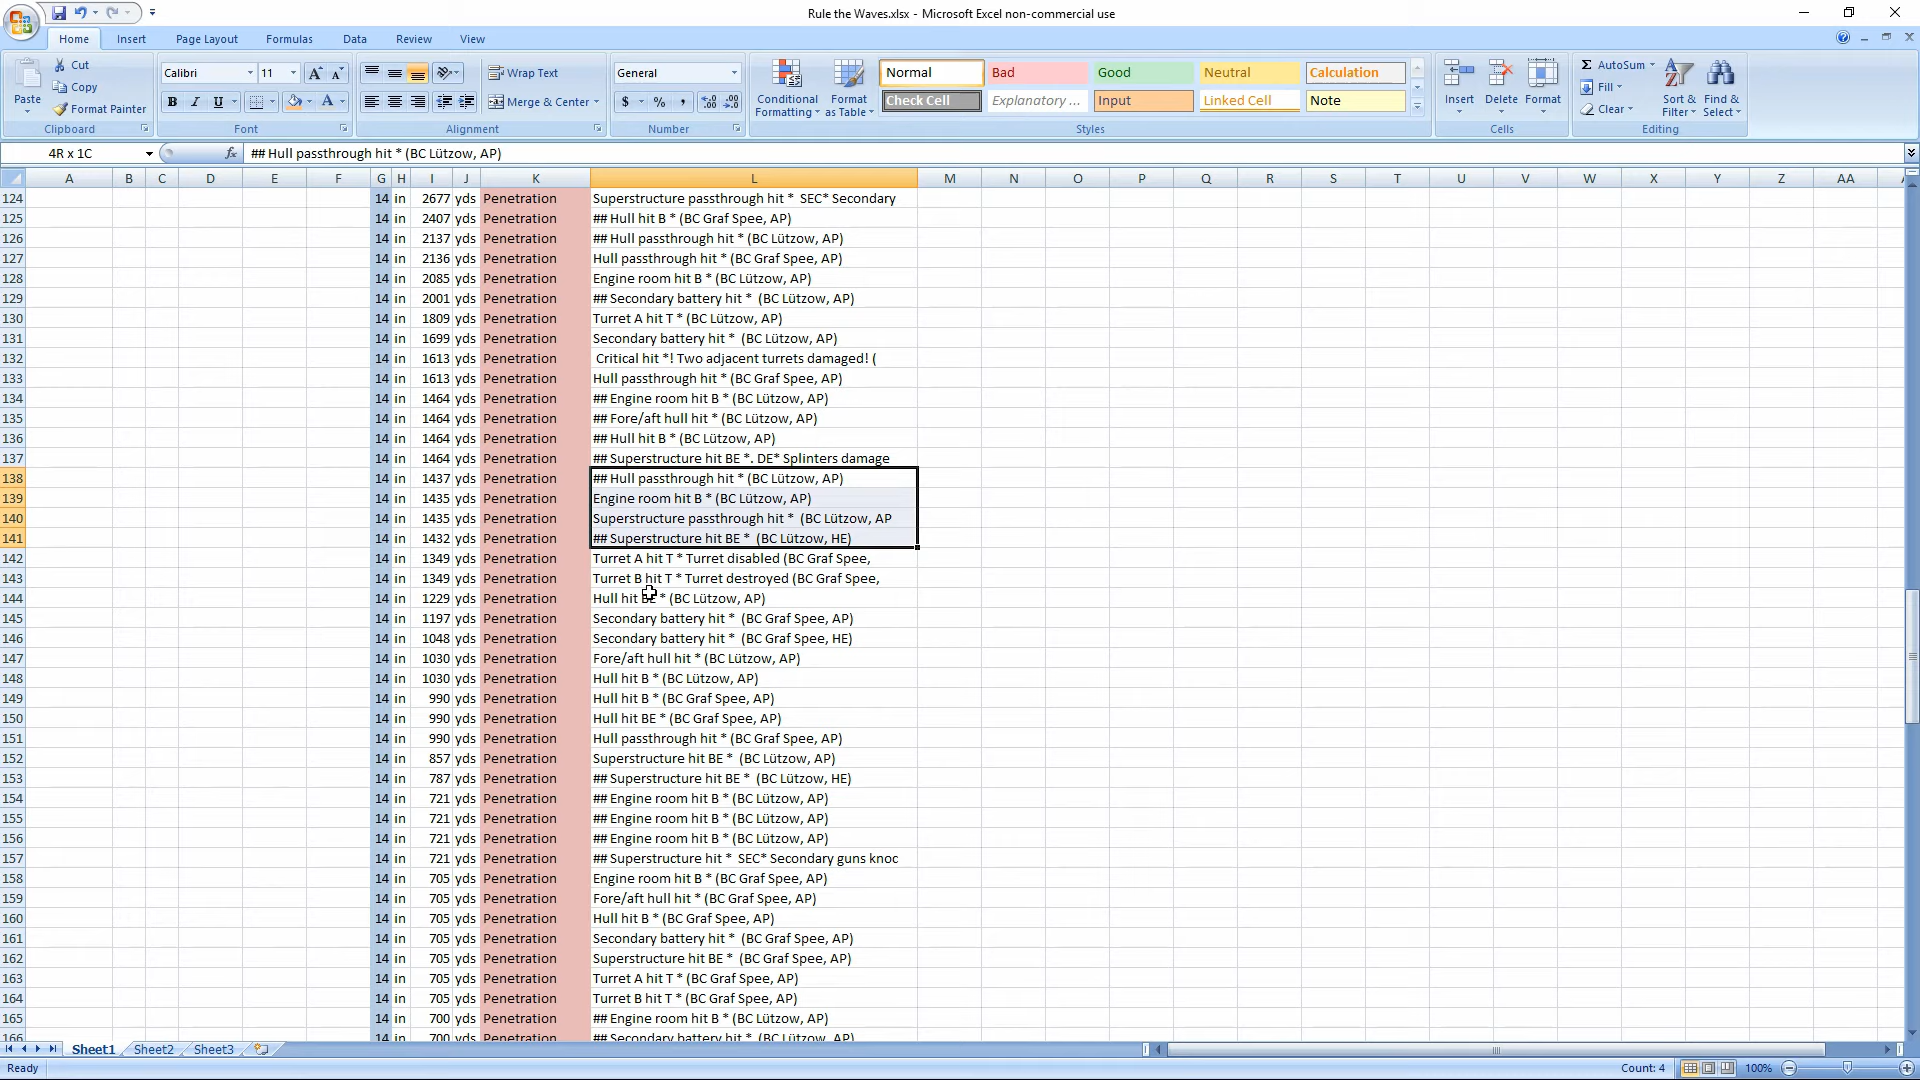 Rule the Waves.xlsx - Microsoft Excel non-commercial use
Home Insert Page Layout Formulas Data Review View
Paste Cut Copy Format Painter Clipboard
Calibri 11 B I U A A A Font
Wrap Text Merge & Center Alignment
General $ % , Number
Conditional Formatting Format as Table
Normal Bad Good Neutral Calculation
Check Cell Explanatory ... Input Linked Cell Note
Styles
Insert Delete Format Cells
Σ AutoSum Fill Clear Sort & Filter Find & Select Editing
4R x 1C fx ## Hull passthrough hit * (BC Lützow, AP)
A B C D E F G H I J K L M N O P Q R S T U V W X Y Z AA
124 14 in 2677 yds Penetration Superstructure passthrough hit * SEC* Secondary
125 14 in 2407 yds Penetration ## Hull hit B * (BC Graf Spee, AP)
126 14 in 2137 yds Penetration ## Hull passthrough hit * (BC Lützow, AP)
127 14 in 2136 yds Penetration Hull passthrough hit * (BC Graf Spee, AP)
128 14 in 2085 yds Penetration Engine room hit B * (BC Lützow, AP)
129 14 in 2001 yds Penetration ## Secondary battery hit * (BC Lützow, AP)
130 14 in 1809 yds Penetration Turret A hit T * (BC Lützow, AP)
131 14 in 1699 yds Penetration Secondary battery hit * (BC Lützow, AP)
132 14 in 1613 yds Penetration Critical hit *! Two adjacent turrets damaged! (
133 14 in 1613 yds Penetration Hull passthrough hit * (BC Graf Spee, AP)
134 14 in 1464 yds Penetration ## Engine room hit B * (BC Lützow, AP)
135 14 in 1464 yds Penetration ## Fore/aft hull hit * (BC Lützow, AP)
136 14 in 1464 yds Penetration ## Hull hit B * (BC Lützow, AP)
137 14 in 1464 yds Penetration ## Superstructure hit BE *. DE* Splinters damage
138 14 in 1437 yds Penetration ## Hull passthrough hit * (BC Lützow, AP)
139 14 in 1435 yds Penetration Engine room hit B * (BC Lützow, AP)
140 14 in 1435 yds Penetration Superstructure passthrough hit * (BC Lützow, AP
141 14 in 1432 yds Penetration ## Superstructure hit BE * (BC Lützow, HE)
142 14 in 1349 yds Penetration Turret A hit T * Turret disabled (BC Graf Spee,
143 14 in 1349 yds Penetration Turret B hit T * Turret destroyed (BC Graf Spee,
144 14 in 1229 yds Penetration Hull hit BE * (BC Lützow, AP)
145 14 in 1197 yds Penetration Secondary battery hit * (BC Graf Spee, AP)
146 14 in 1048 yds Penetration Secondary battery hit * (BC Graf Spee, HE)
147 14 in 1030 yds Penetration Fore/aft hull hit * (BC Lützow, AP)
148 14 in 1030 yds Penetration Hull hit B * (BC Lützow, AP)
149 14 in 990 yds Penetration Hull hit B * (BC Graf Spee, AP)
150 14 in 990 yds Penetration Hull hit BE * (BC Graf Spee, AP)
151 14 in 990 yds Penetration Hull passthrough hit * (BC Graf Spee, AP)
152 14 in 857 yds Penetration Superstructure hit BE * (BC Lützow, AP)
153 14 in 787 yds Penetration ## Superstructure hit BE * (BC Lützow, HE)
154 14 in 721 yds Penetration ## Engine room hit B * (BC Lützow, AP)
155 14 in 721 yds Penetration ## Engine room hit B * (BC Lützow, AP)
156 14 in 721 yds Penetration ## Engine room hit B * (BC Lützow, AP)
157 14 in 721 yds Penetration ## Superstructure hit * SEC* Secondary guns knoc
158 14 in 705 yds Penetration Engine room hit B * (BC Graf Spee, AP)
159 14 in 705 yds Penetration Fore/aft hull hit * (BC Graf Spee, AP)
160 14 in 705 yds Penetration Hull hit B * (BC Graf Spee, AP)
161 14 in 705 yds Penetration Secondary battery hit * (BC Graf Spee, AP)
162 14 in 705 yds Penetration Superstructure hit BE * (BC Graf Spee, AP)
163 14 in 705 yds Penetration Turret A hit T * (BC Graf Spee, AP)
164 14 in 705 yds Penetration Turret B hit T * (BC Graf Spee, AP)
165 14 in 700 yds Penetration ## Engine room hit B * (BC Lützow, AP)
166 14 in 700 yds Penetration ## Secondary battery hit * (BC Lützow, AP)
Sheet1 Sheet2 Sheet3
Ready Count: 4 100%